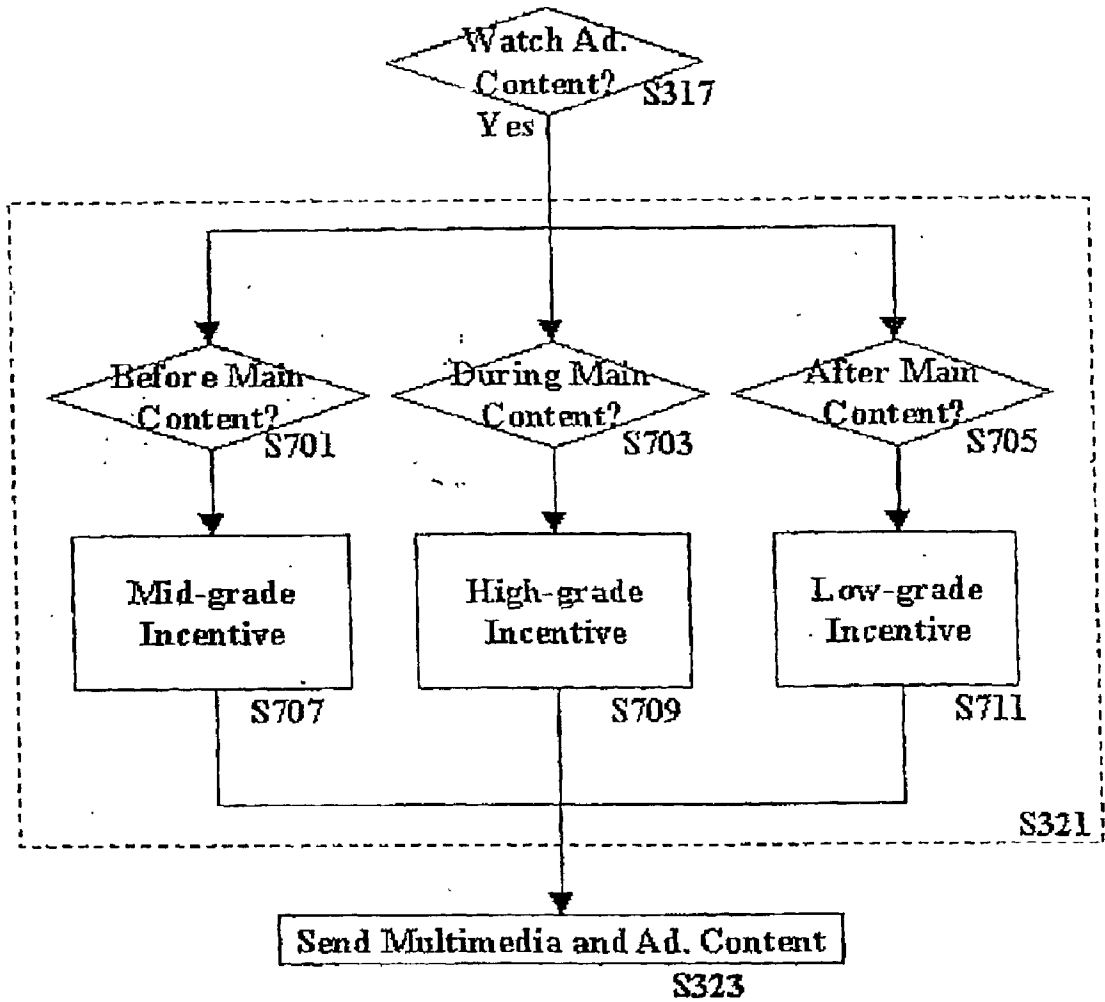 Watch Ad.
Content?
S317
Yes
Before Main
Content?
S701
During Main
Content?
S703
After Main
Content?
S705
Mid-grade
Incentive
S707
High-grade
Incentive
S709
Low-grade
Incentive
S711
S321
Send Multimedia and Ad. Content
S323